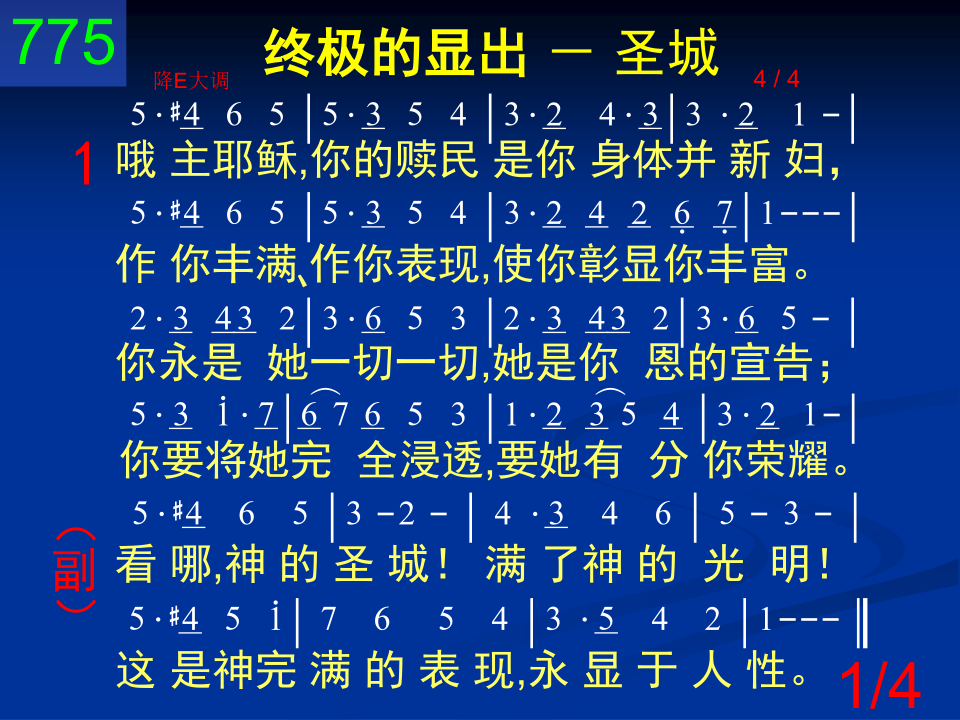 775
终极的显出 － 圣城
降E大调
4 / 4
5·#4 6 5 | 5·3 5 4 | 3·2 4·3 | 3 ·2 1 － |
1 哦 主耶稣,你的赎民 是你 身体并 新 妇，
5·#4 6 5 | 5·3 5 4 | 3·2 4 2 6̣ 7̣ | 1－－－ |
作 你丰满、作你表现,使你彰显你丰富。
2·3 43 2 | 3·6 5 3 | 2·3 43 2 | 3·6 5 － |
你永是 她一切一切,她是你 恩的宣告；
5·3 i·7 | 6 7 6 5 3 | 1·2 3 5 4 | 3·2 1－ |
你要将她完 全浸透,要她有 分 你荣耀。
5·#4 6 5 | 3 －2 － | 4 ·3 4 6 | 5 － 3 － |
（副） 看 哪,神 的 圣 城！ 满 了神 的 光 明！
5·#4 5 i | 7 6 5 4 | 3 ·5 4 2 | 1－－－ ‖
这 是神完 满 的 表 现,永 显 于 人 性。
1/4